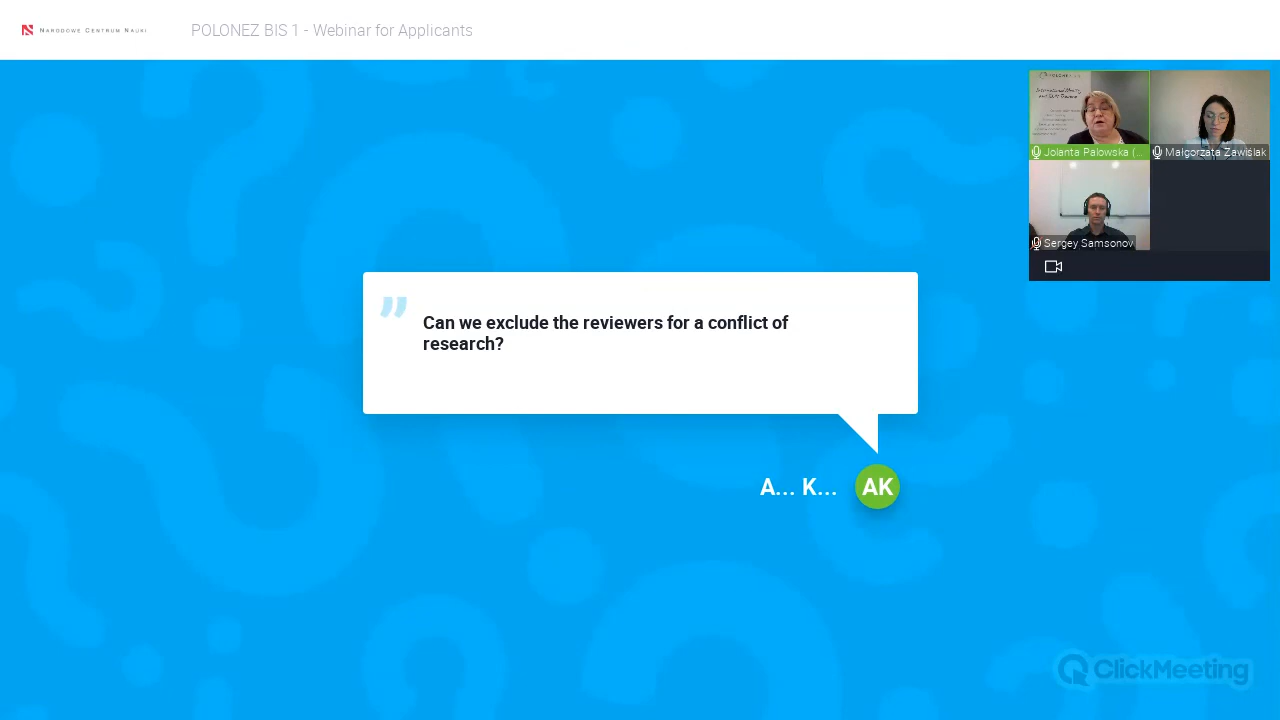 NARODOWE CENTRUM NAUKI
POLONEZ BIS 1 - Webinar for Applicants
Jolanta Palowska (...
Małgorzata Zawiślak
Sergey Samsonov
Can we exclude the reviewers for a conflict of
research?
A... K...
AK
ClickMeeting